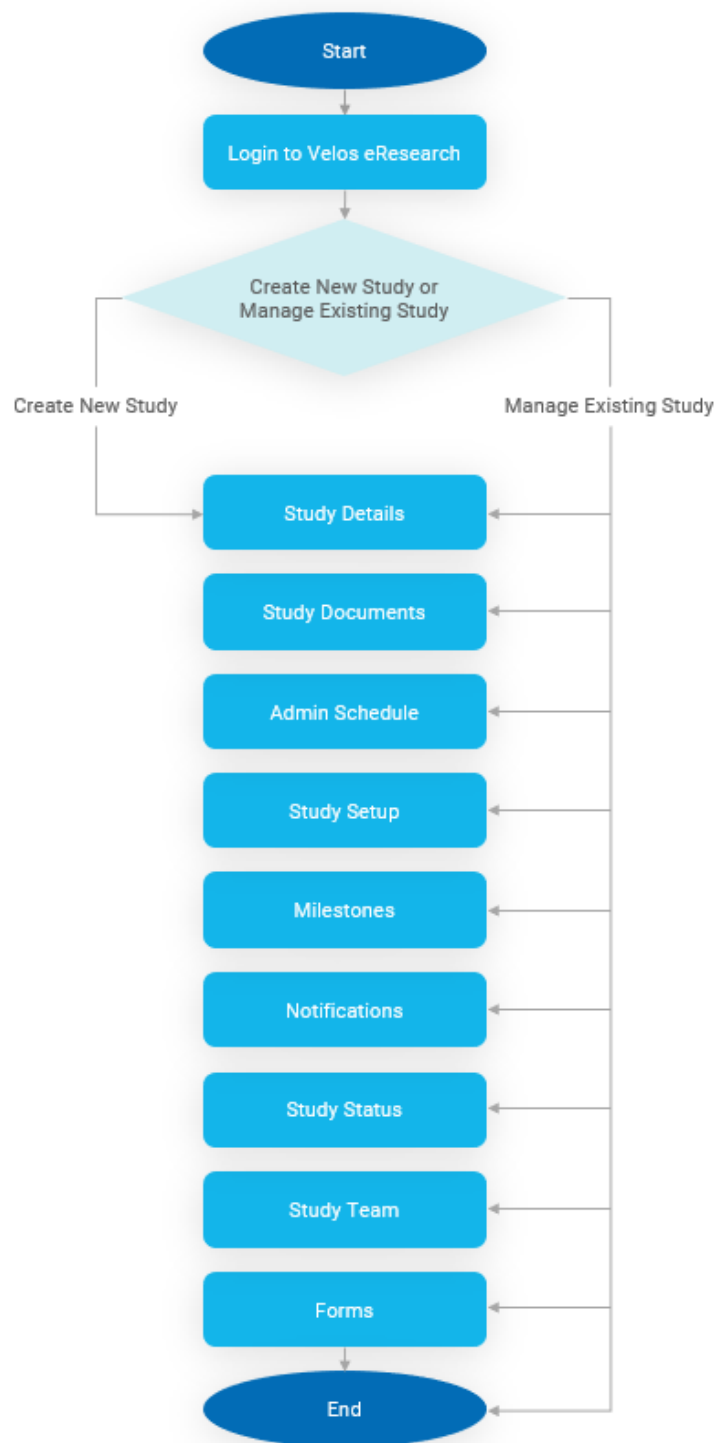 Start
Login to Velos eResearch
Create New Study or
Manage Existing Study
Create New Study
Manage Existing Study
Study Details
Study Documents
Admin Schedule
Study Setup
Milestones
Notifications
Study Status
Study Team
Forms
End